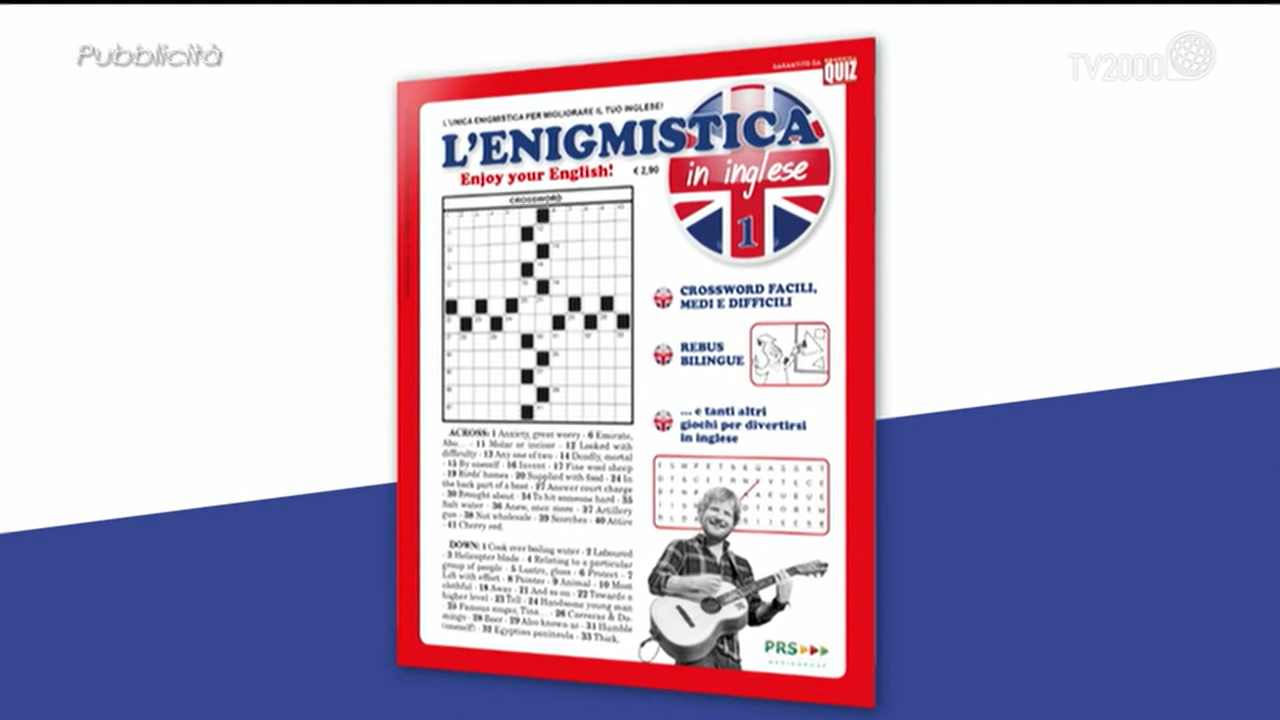 Pubblicità
TV2000
GARANTITO DA
QUIZ
L'UNICA ENIGMISTICA PER MIGLIORARE IL TUO INGLESE!
L'ENIGMISTICA
in inglese
1
Enjoy your English!
€ 2,90
CROSSWORD
CROSSWORD FACILI,
MEDI E DIFFICILI
REBUS
BILINGUE
... e tanti altri
giochi per divertirsi
in inglese
ACROSS: 1 Anxiety, great worry - 6 Emirate,
Abu... - 11 Molar or incisor - 12 Looked with
difficulty - 13 Any one of two - 14 Deadly, mortal
- 15 By oneself - 16 Invent - 17 Fine wool sheep
- 19 Birds' homes - 20 Supplied with food - 24 In
the back part of a boat - 27 Answer court charge
- 30 Brought about - 34 To hit someone hard - 35
Salt water - 36 Anew, once more - 37 Artillery
gun - 38 Not wholesale - 39 Searches - 40 Attire
- 41 Cherry red.
DOWN: 1 Cook over boiling water - 2 Laboured
- 3 Helicopter blade - 4 Relating to a particular
group of people - 5 Lustre, gloss - 6 Protect - 7
Left with effort - 8 Painter - 9 Animal - 10 Most
slothful - 18 Away - 21 And so on - 22 Towards a
higher level - 23 Tell - 24 Handsome young man
- 25 Famous singer, Tina... - 26 Correras & Do-
mingo - 28 Beer - 29 Also known as - 31 Humble
(oneself) - 32 Egyptian peninsula - 33 Thick.
PRS
MEDIAGROUP